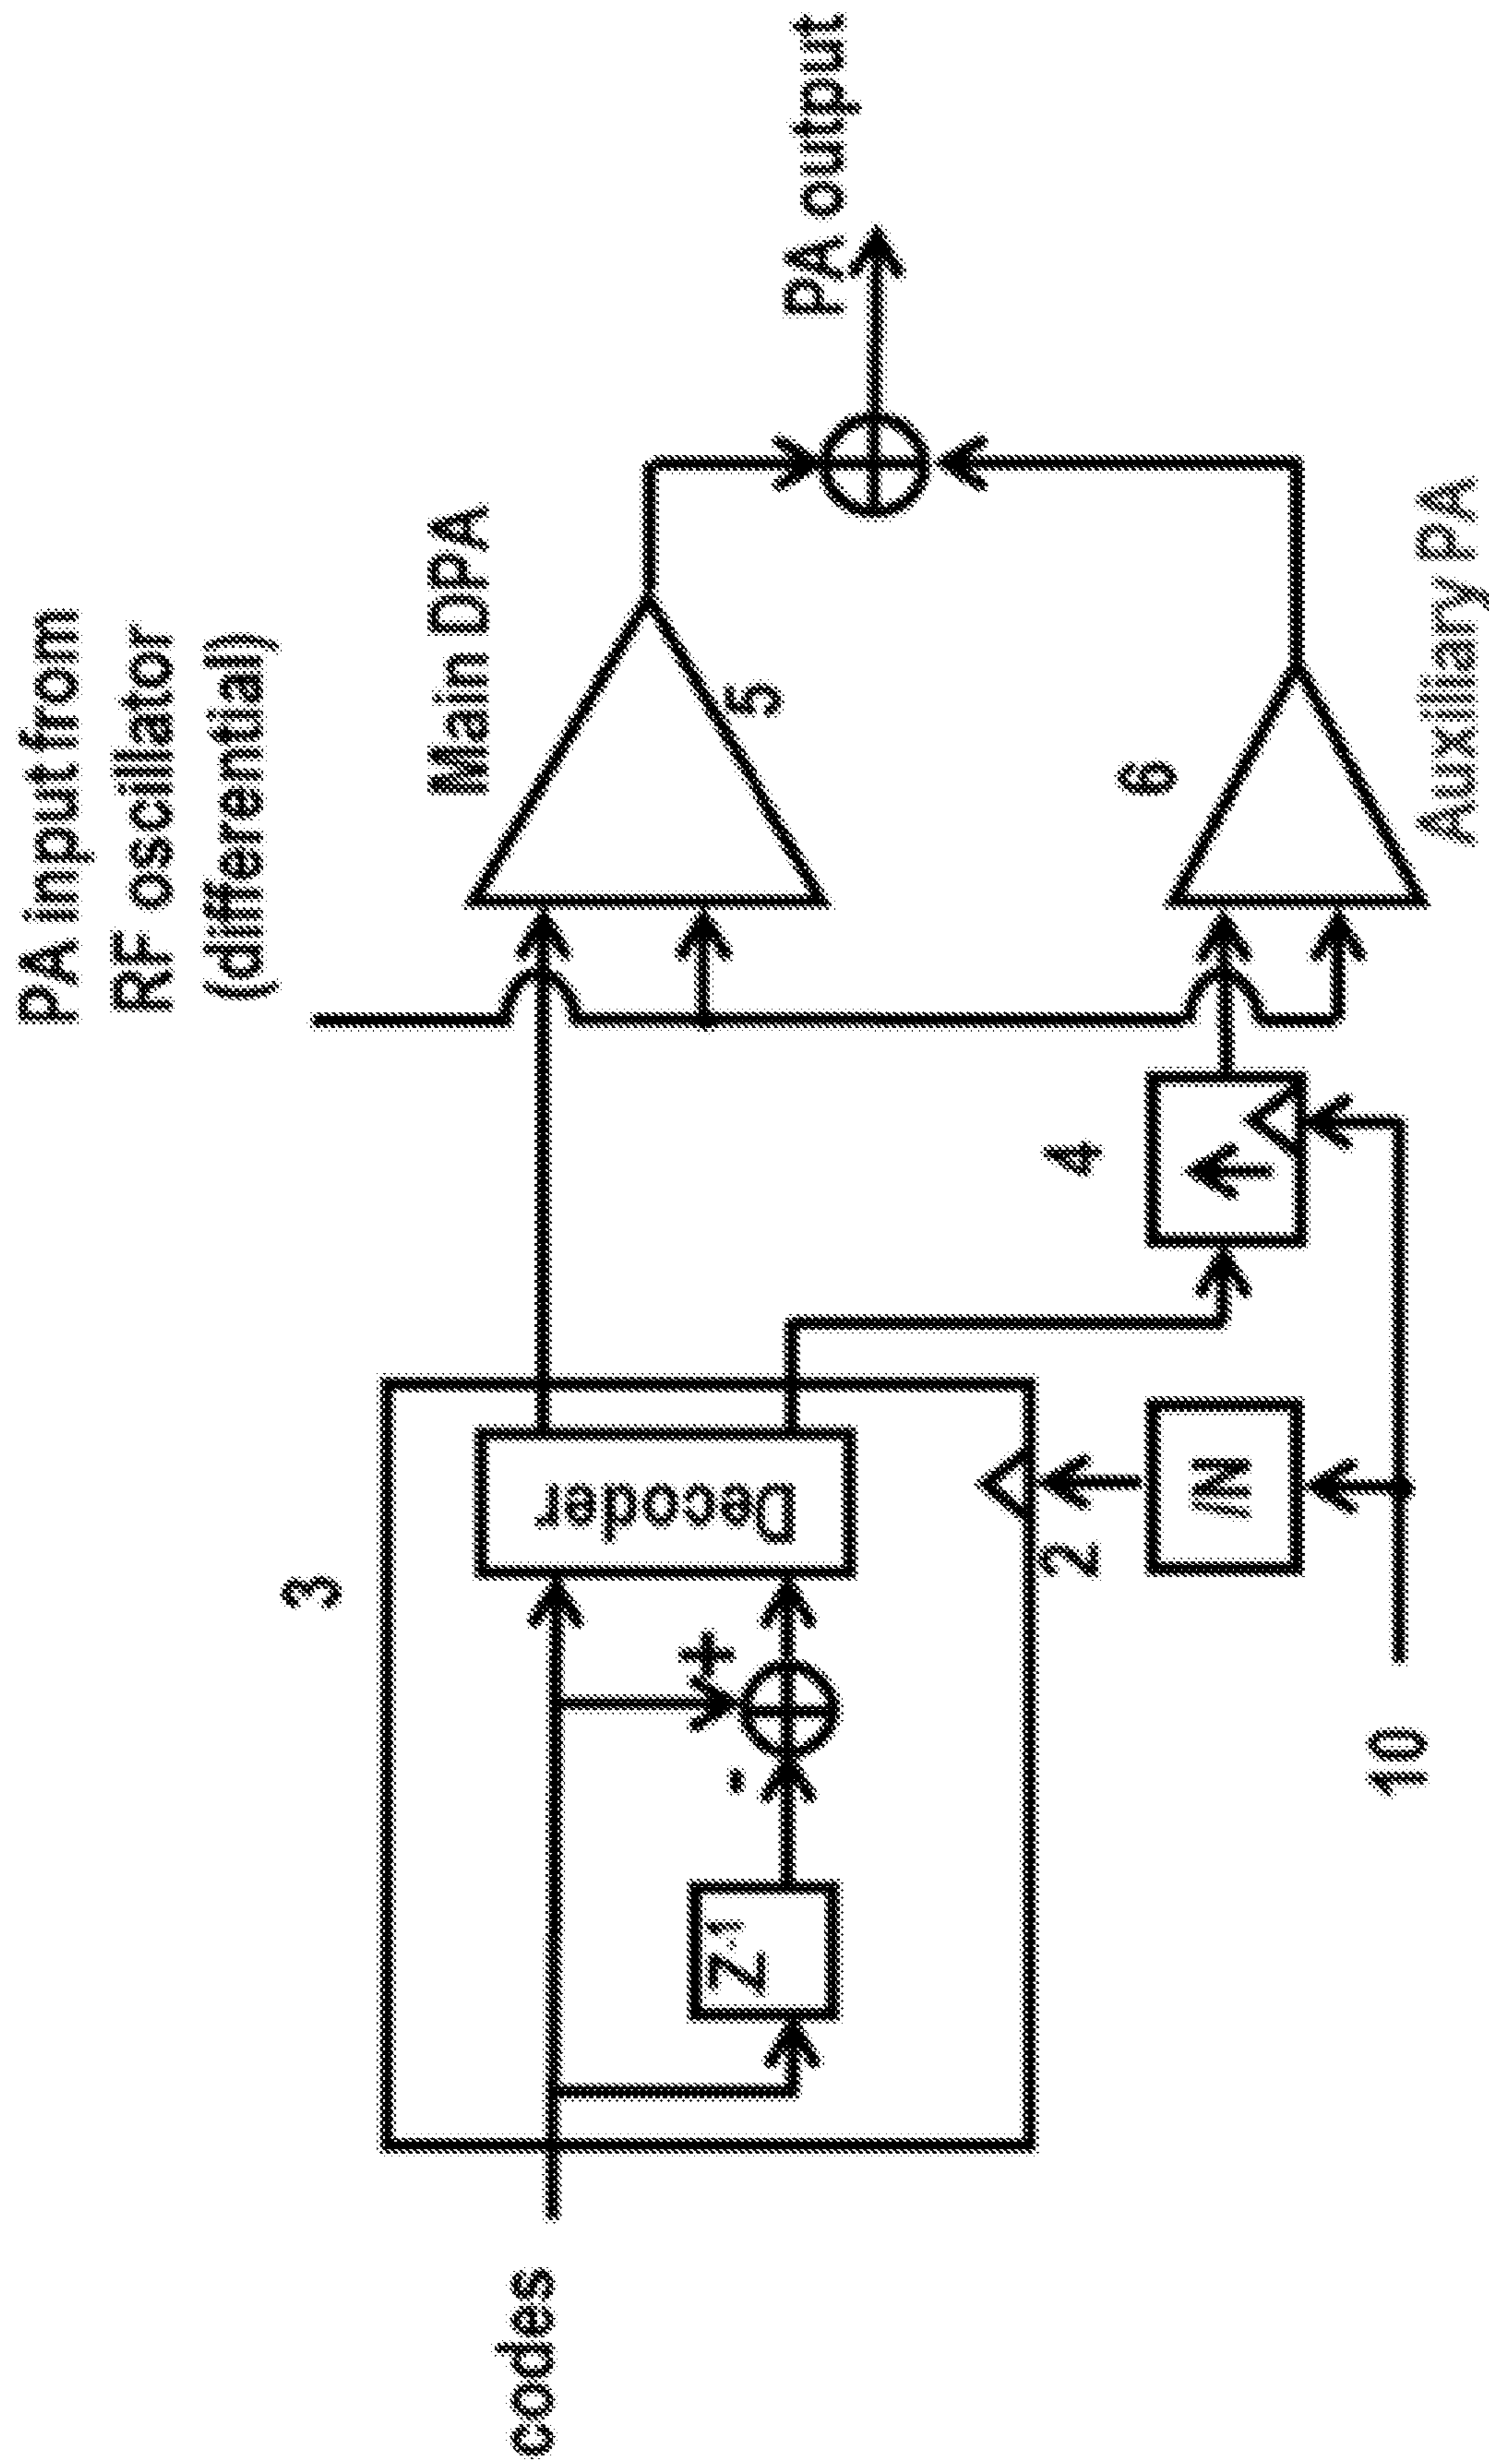 PA input from
RF oscillator
(differential)
Main DPA
5
PA output
3
codes
Z-1
-
+
Decoder
2
/N
4
6
Auxiliary PA
10